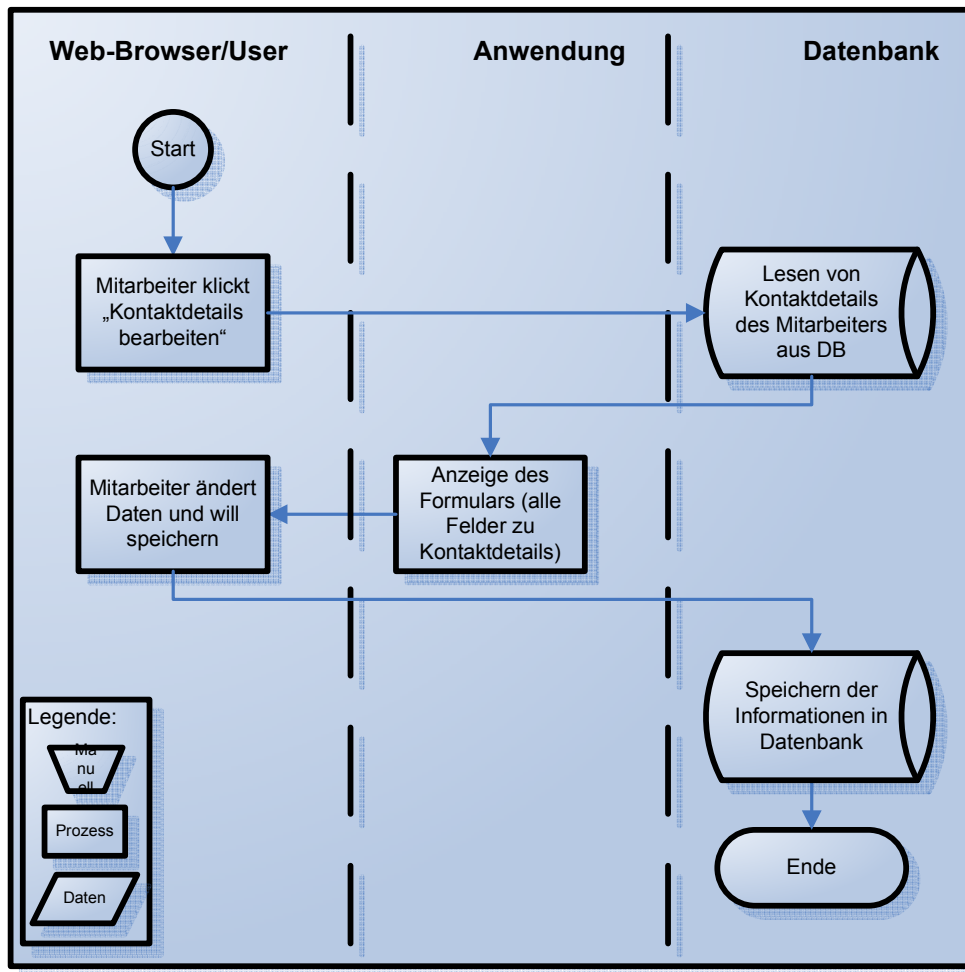 Web-Browser/User
Anwendung
Datenbank
Start
Mitarbeiter klickt
„Kontaktdetails
bearbeiten“
Lesen von
Kontaktdetails
des Mitarbeiters
aus DB
Mitarbeiter ändert
Daten und will
speichern
Anzeige des
Formulars (alle
Felder zu
Kontaktdetails)
Speichern der
Informationen in
Datenbank
Ende
Legende:
Ma
nu
ell
Prozess
Daten